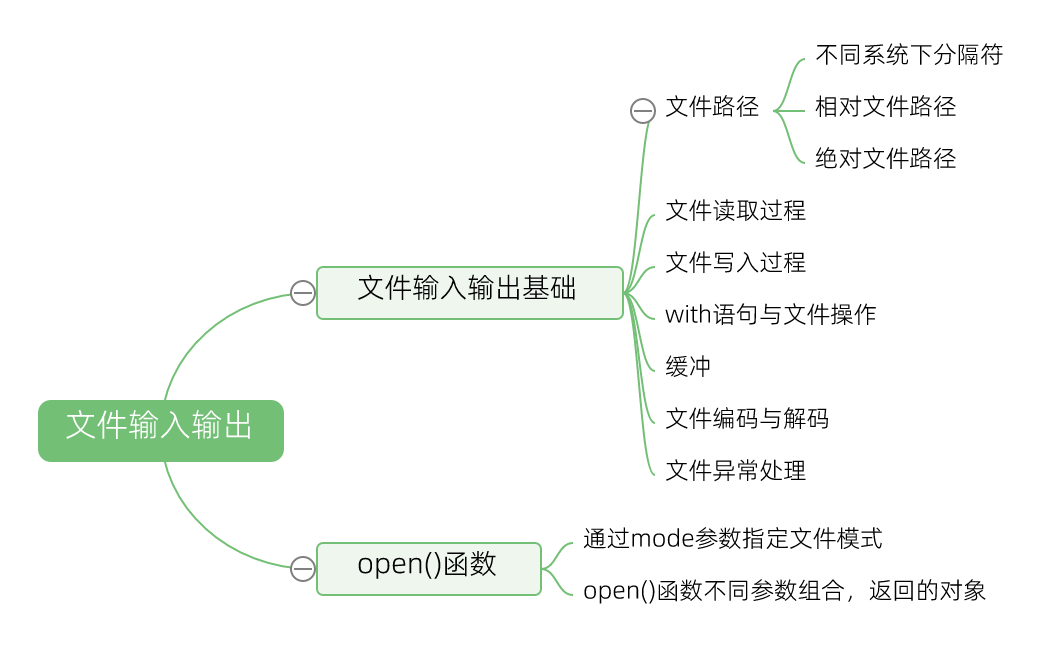 不同系统下分隔符
文件路径
相对文件路径
绝对文件路径
文件读取过程
文件写入过程
文件输入输出基础
with语句与文件操作
缓冲
文件输入输出
文件编码与解码
文件异常处理
通过mode参数指定文件模式
open()函数
open()函数不同参数组合，返回的对象